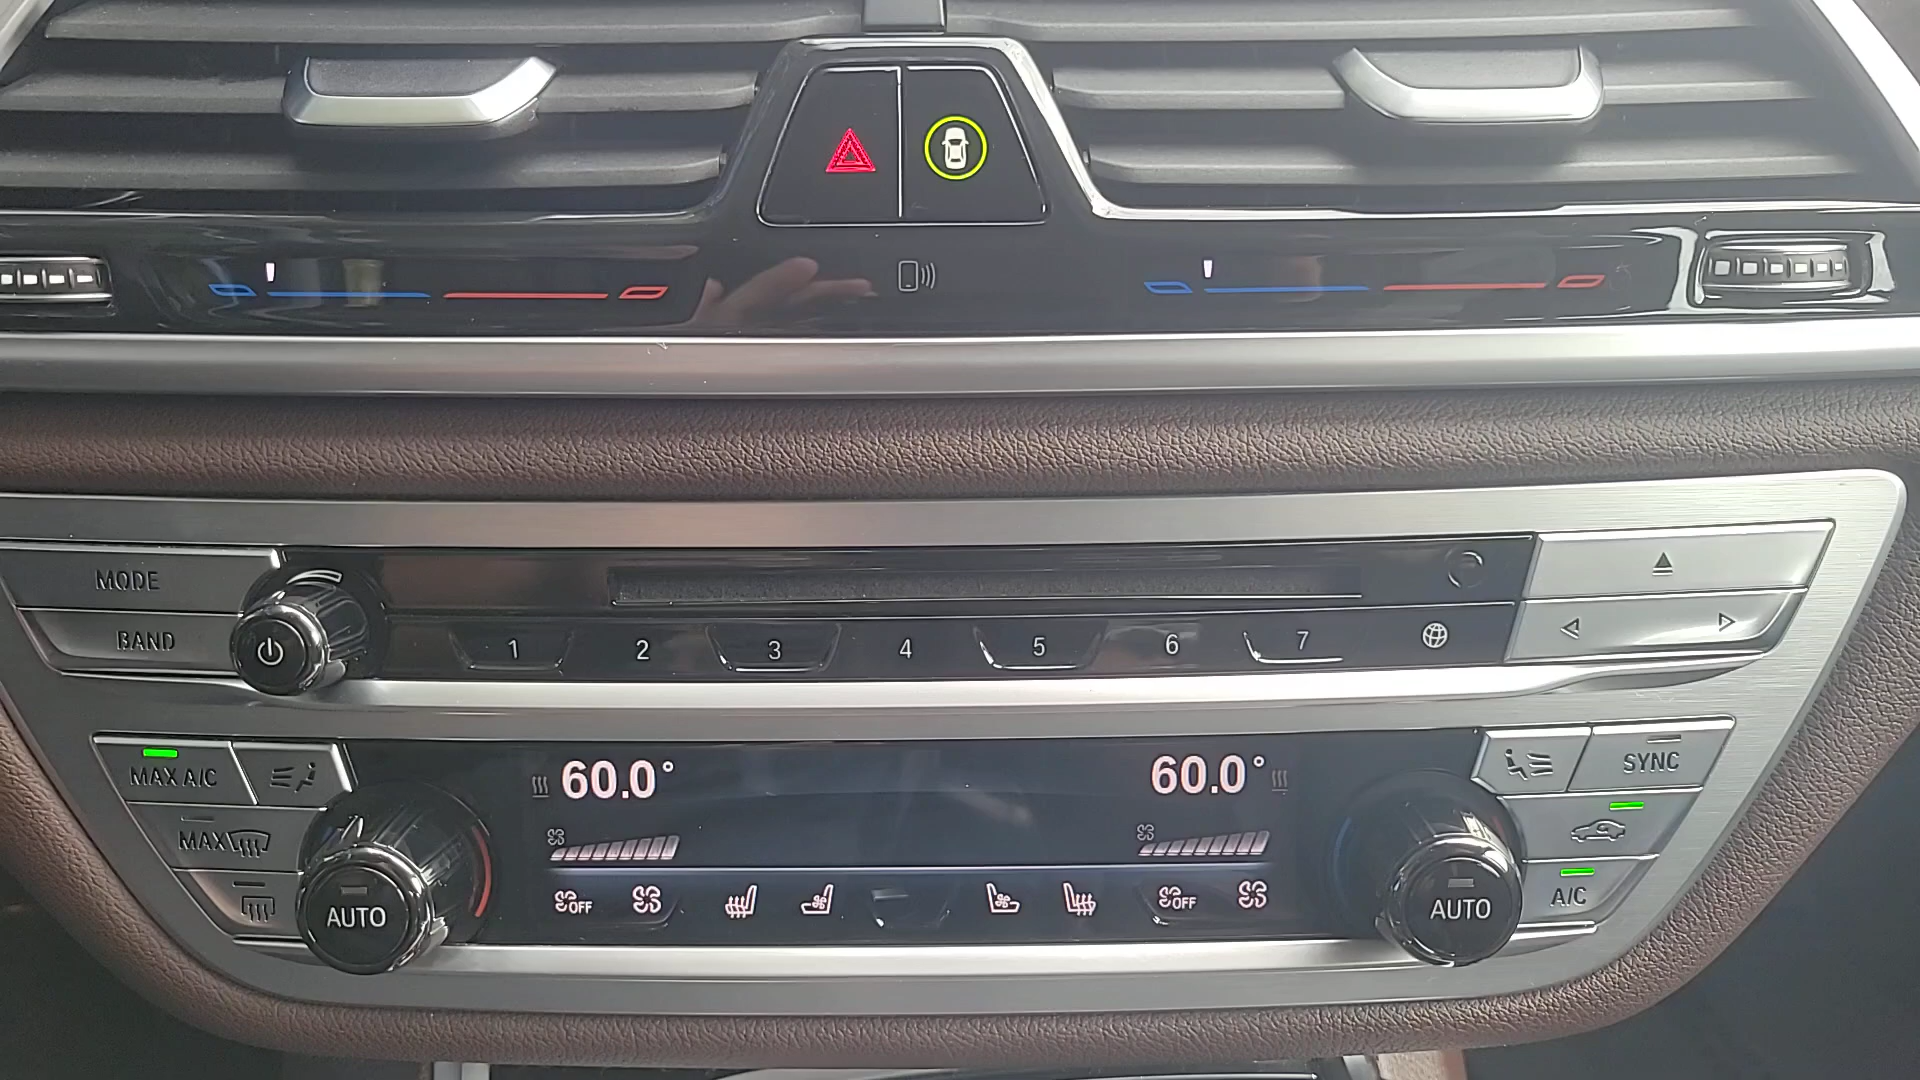 MODE
BAND
1 2 3 4 5 6 7
MAX A/C
60.0°
60.0°
SYNC
MAX
OFF
OFF
AUTO
AUTO
A/C